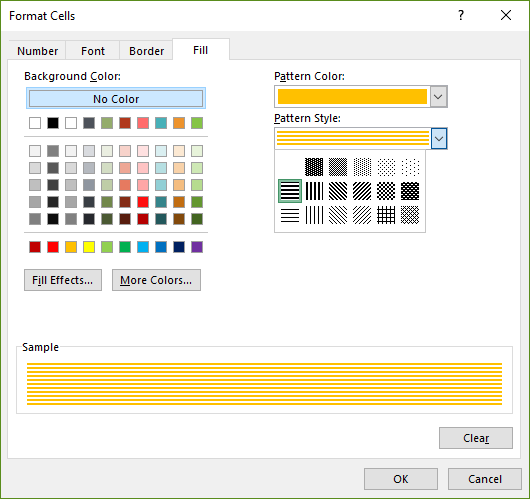 Format Cells
Number Font Border Fill
Background Color:
No Color
Pattern Color:
Pattern Style:
Fill Effects...
More Colors...
Sample
Clear
OK
Cancel